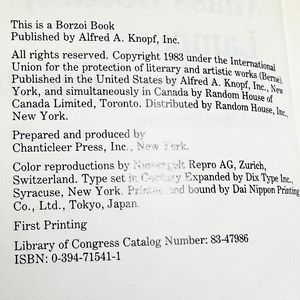 This is a Borzoi Book
Published by Alfred A. Knopf, Inc.
All rights reserved. Copyright 1983 under the International
Union for the protection of literary and artistic works (Berne).
Published in the United States by Alfred A. Knopf, Inc., New
York, and simultaneously in Canada by Random House of
Canada Limited, Toronto. Distributed by Random House, Inc.,
New York.
Prepared and produced by
Chanticleer Press, Inc., New York.
Color reproductions by Nievergelt Repro AG, Zurich,
Switzerland. Type set in Century Expanded by Dix Type Inc.,
Syracuse, New York. Printed and bound by Dai Nippon Printing
Co., Ltd., Tokyo, Japan.
First Printing
Library of Congress Catalog Number: 83-47986
ISBN: 0-394-71541-1